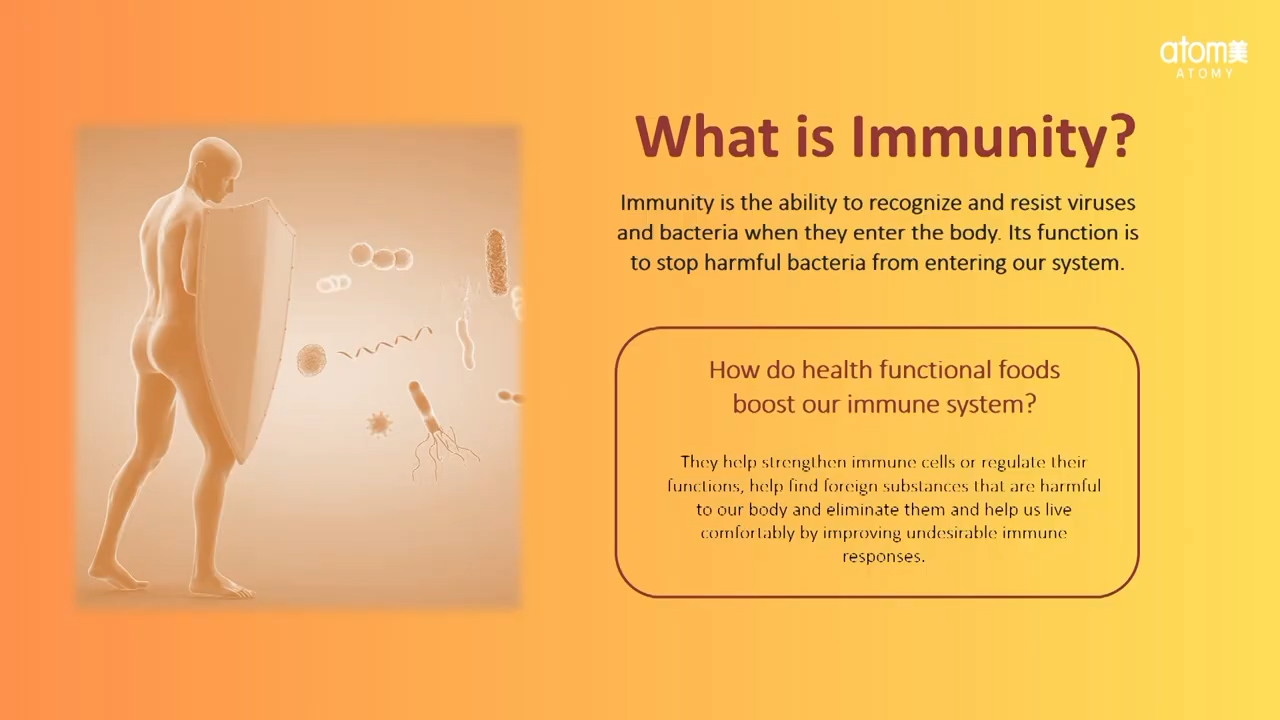 atom美
ATOMY
What is Immunity?
Immunity is the ability to recognize and resist viruses
and bacteria when they enter the body. Its function is
to stop harmful bacteria from entering our system.
How do health functional foods
boost our immune system?
They help strengthen immune cells or regulate their
functions, help find foreign substances that are harmful
to our body and eliminate them and help us live
comfortably by improving undesirable immune
responses.